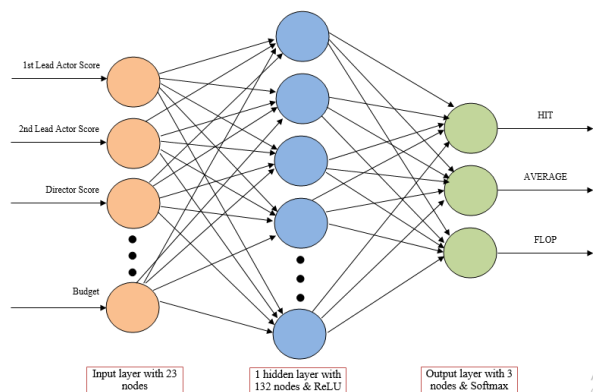 1st Lead Actor Score
2nd Lead Actor Score
Director Score
Budget
HIT
AVERAGE
FLOP
Input layer with 23
nodes
1 hidden layer with
132 nodes & ReLU
Output layer with 3
nodes & Softmax